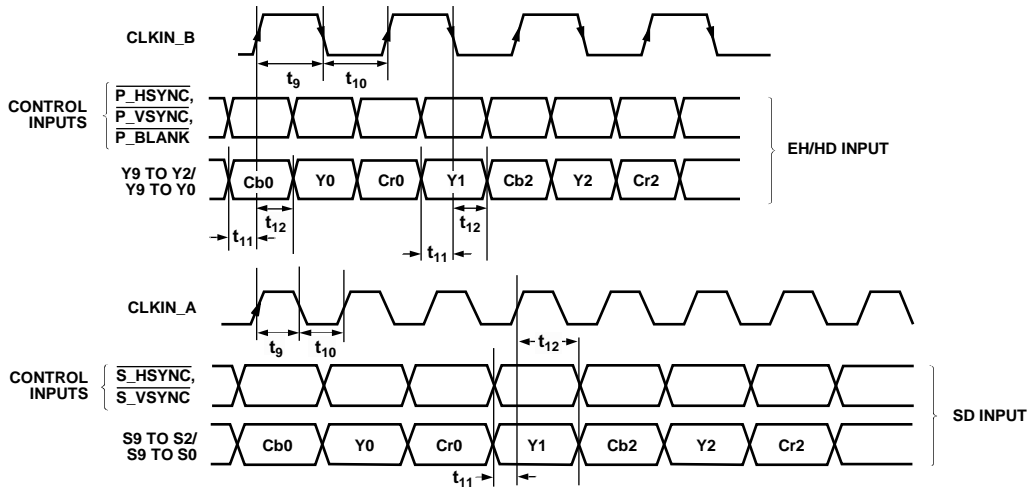 CLKIN_B
t9
t10
CONTROL
INPUTS
P_HSYNC,
P_VSYNC,
P_BLANK
EH/HD INPUT
Y9 TO Y2/
Y9 TO Y0
Cb0
Y0
Cr0
Y1
Cb2
Y2
Cr2
t12
t12
t11
t11
CLKIN_A
t9
t10
t12
CONTROL
INPUTS
S_HSYNC,
S_VSYNC
SD INPUT
S9 TO S2/
S9 TO S0
Cb0
Y0
Cr0
Y1
Cb2
Y2
Cr2
t11